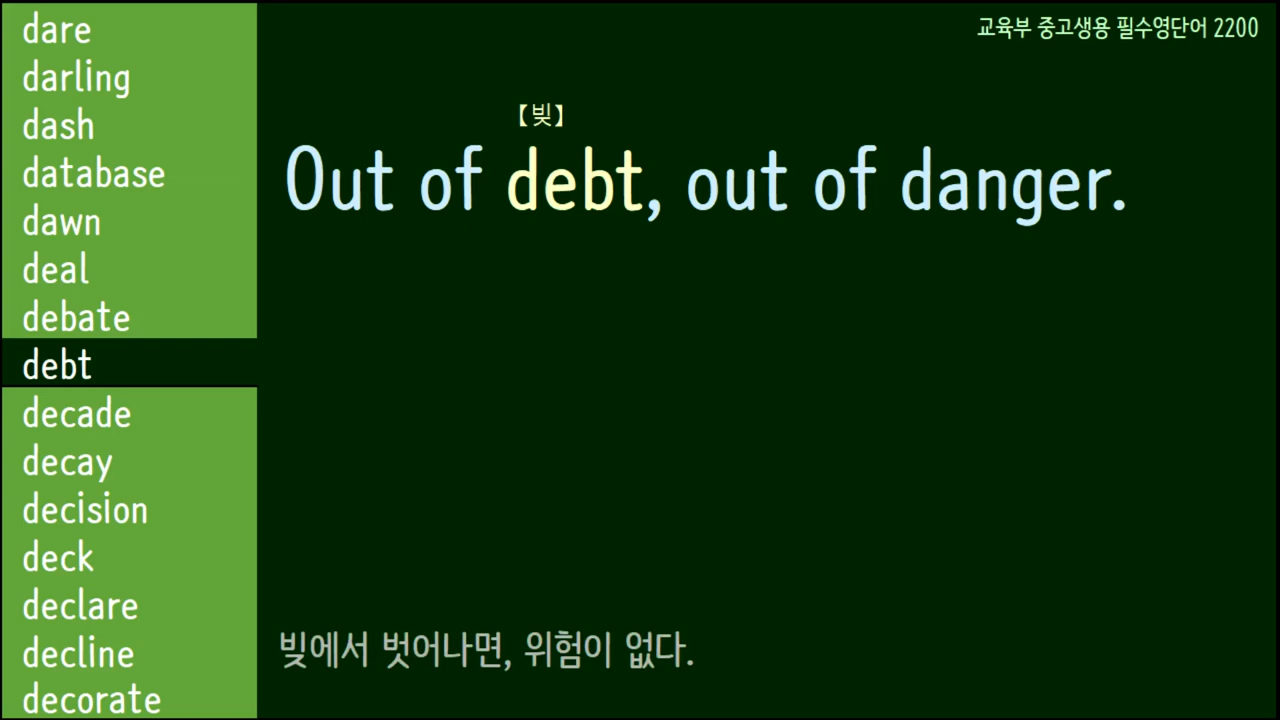 dare
darling
dash
database
dawn
deal
debate
debt
decade
decay
decision
deck
declare
decline
decorate
교육부 중고생용 필수영단어 2200
【빚】
Out of debt, out of danger.
빚에서 벗어나면, 위험이 없다.